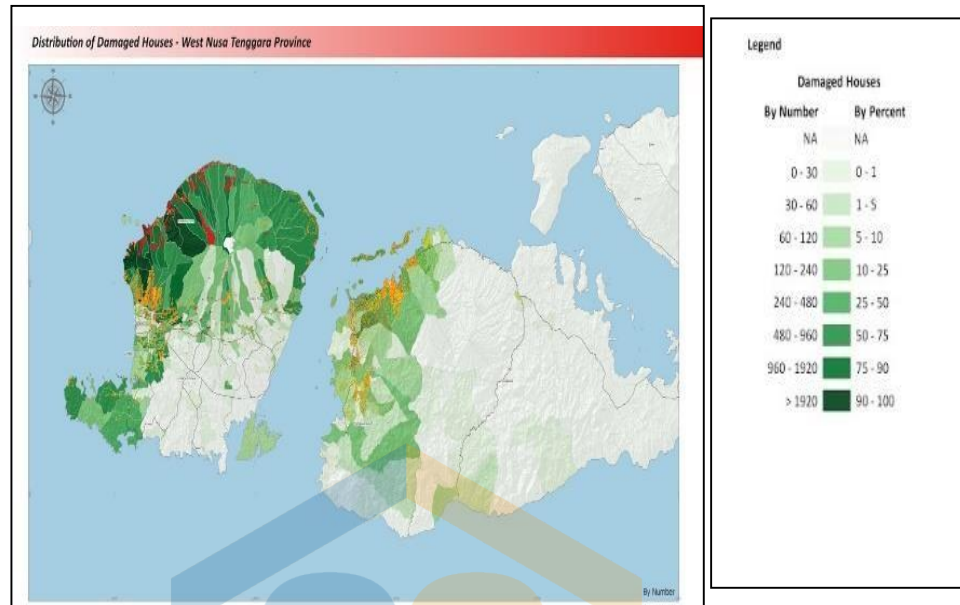 Distribution of Damaged Houses - West Nusa Tenggara Province
By Number
Legend
Damaged Houses
By Number By Percent
NA NA
0 - 30 0 - 1
30 - 60 1 - 5
60 - 120 5 - 10
120 - 240 10 - 25
240 - 480 25 - 50
480 - 960 50 - 75
960 - 1920 75 - 90
> 1920 90 - 100